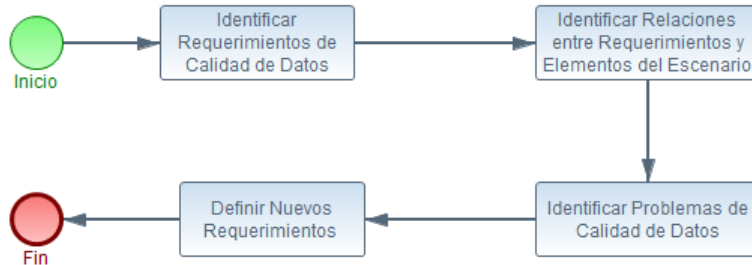 Inicio
Identificar
Requerimientos de
Calidad de Datos
Identificar Relaciones
entre Requerimientos y
Elementos del Escenario
Identificar Problemas de
Calidad de Datos
Definir Nuevos
Requerimientos
Fin